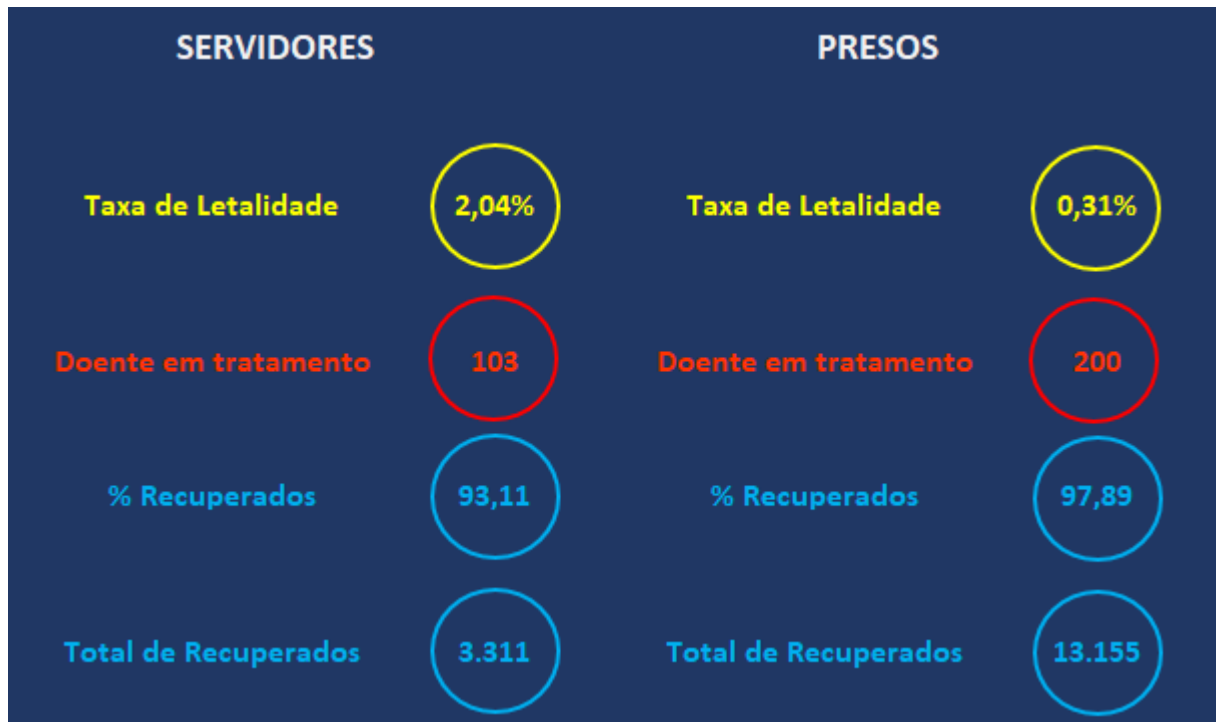 SERVIDORES PRESOS
Taxa de Letalidade 2,04% Taxa de Letalidade 0,31%
Doente em tratamento 103 Doente em tratamento 200
% Recuperados 93,11 % Recuperados 97,89
Total de Recuperados 3.311 Total de Recuperados 13.155